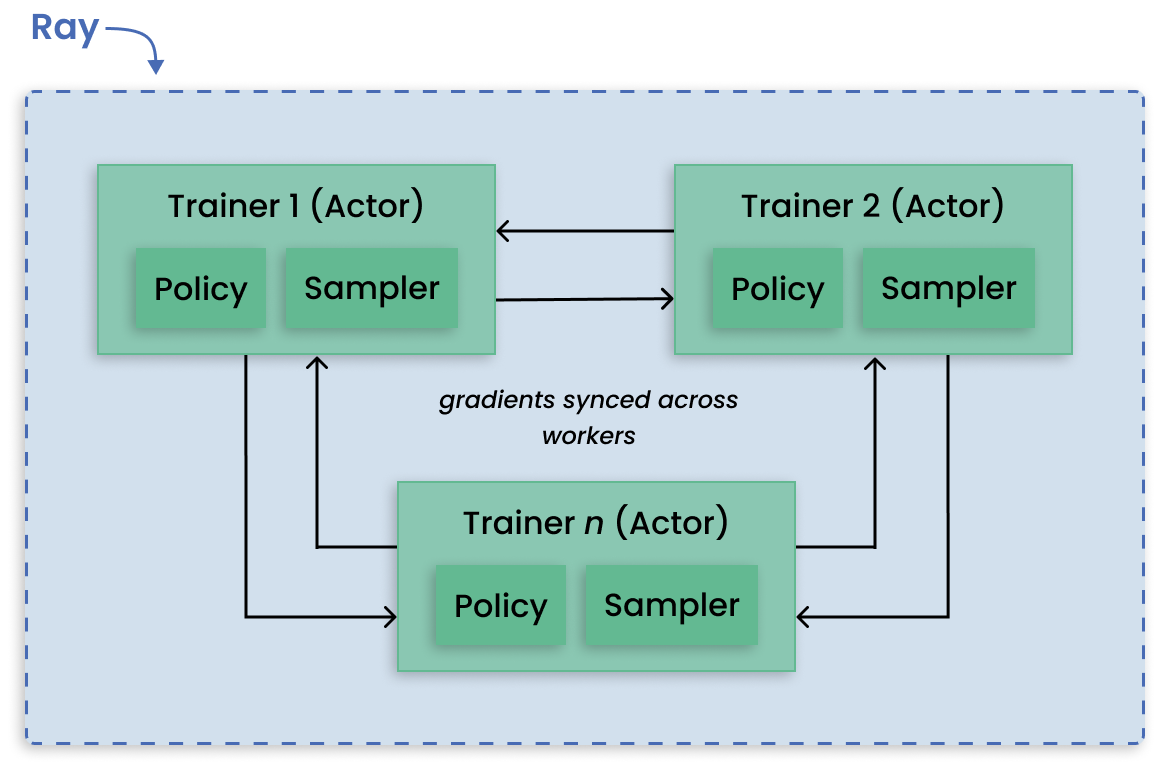 Ray
Trainer 1 (Actor)
Policy
Sampler
Trainer 2 (Actor)
Policy
Sampler
gradients synced across
workers
Trainer n (Actor)
Policy
Sampler